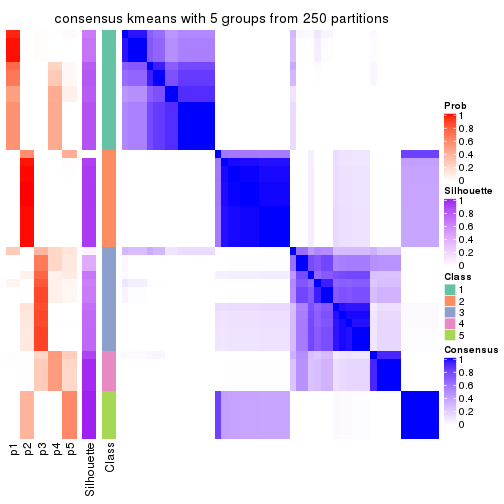 consensus kmeans with 5 groups from 250 partitions
Prob
1
0.8
0.6
0.4
0.2
0
Silhouette
1
0.8
0.6
0.4
0.2
0
Class
1
2
3
4
5
Consensus
1
0.8
0.6
0.4
0.2
0
p1
p2
p3
p4
p5
Silhouette
Class